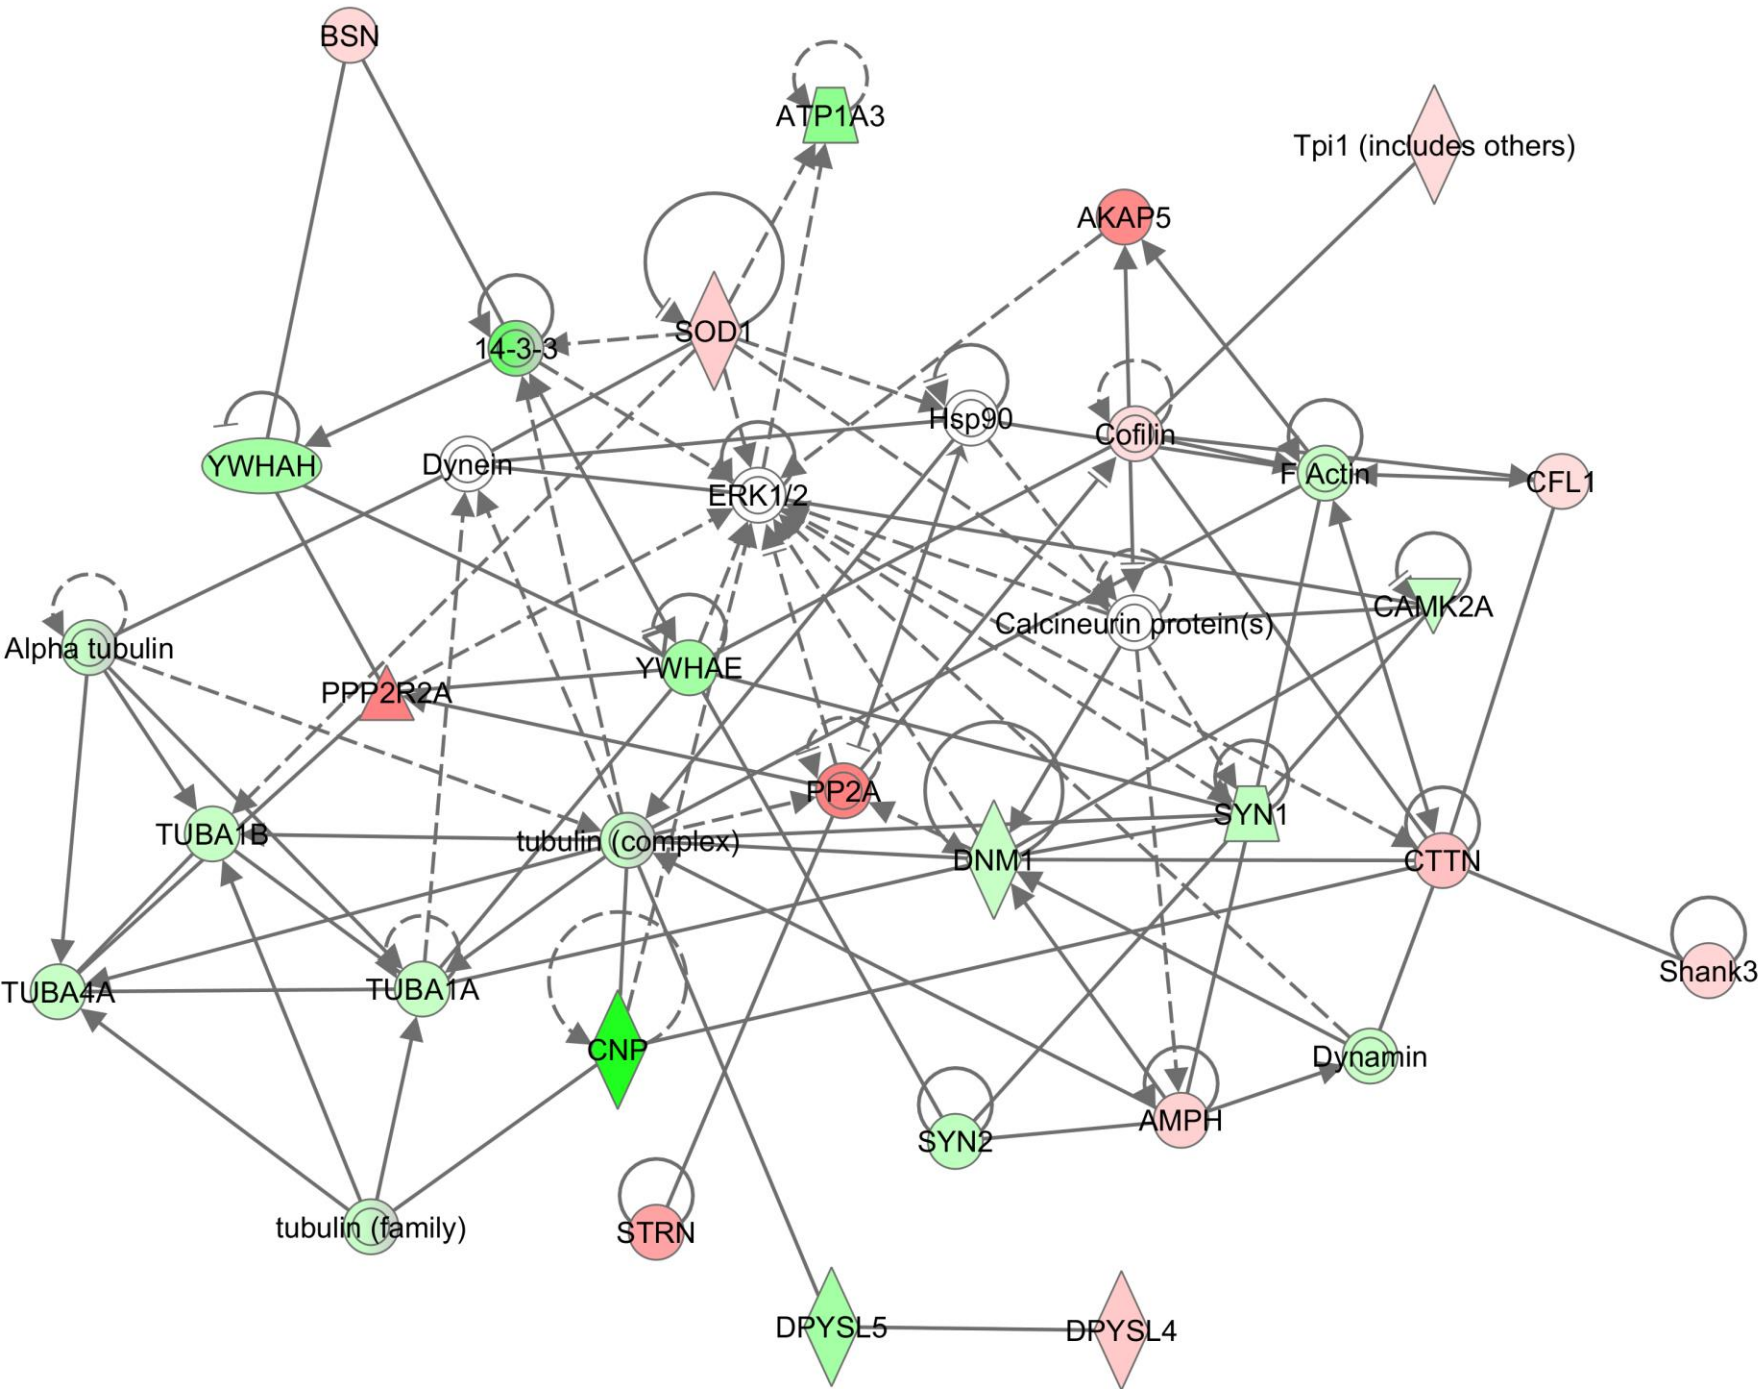 BSN
ATP1A3
Tpi1 (includes others)
AKAP5
SOD1
14-3-3
Hsp90
Cofilin
YWHAH
Dynein
F Actin
CFL1
ERK1/2
CAMK2A
Calcineurin protein(s)
Alpha tubulin
YWHAE
PPP2R2A
PP2A
SYN1
TUBA1B
tubulin (complex)
DNM1
CTTN
Shank3
TUBA4A
TUBA1A
CNP
Dynamin
AMPH
SYN2
tubulin (family)
STRN
DPYSL5
DPYSL4